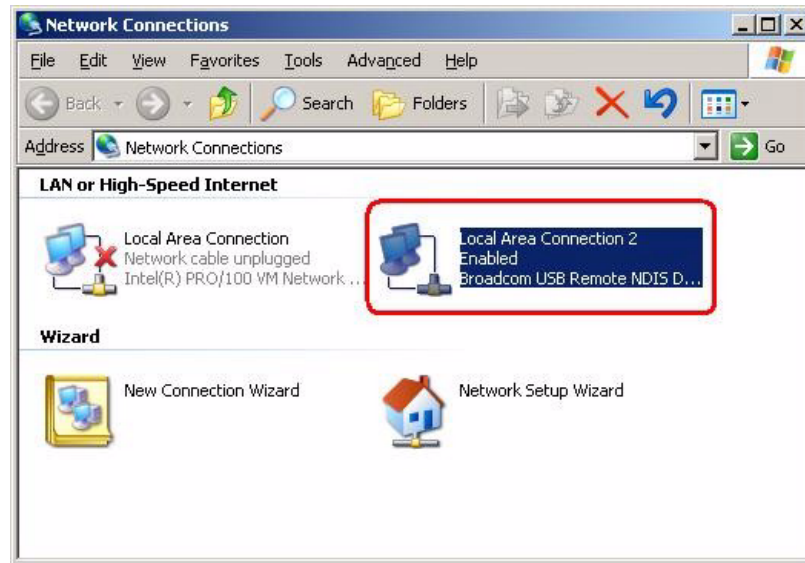 Network Connections
File Edit View Favorites Tools Advanced Help
Back Search Folders
Address Network Connections Go
LAN or High-Speed Internet
Local Area Connection
Network cable unplugged
Intel(R) PRO/100 VM Network ...
Local Area Connection 2
Enabled
Broadcom USB Remote NDIS D...
Wizard
New Connection Wizard
Network Setup Wizard